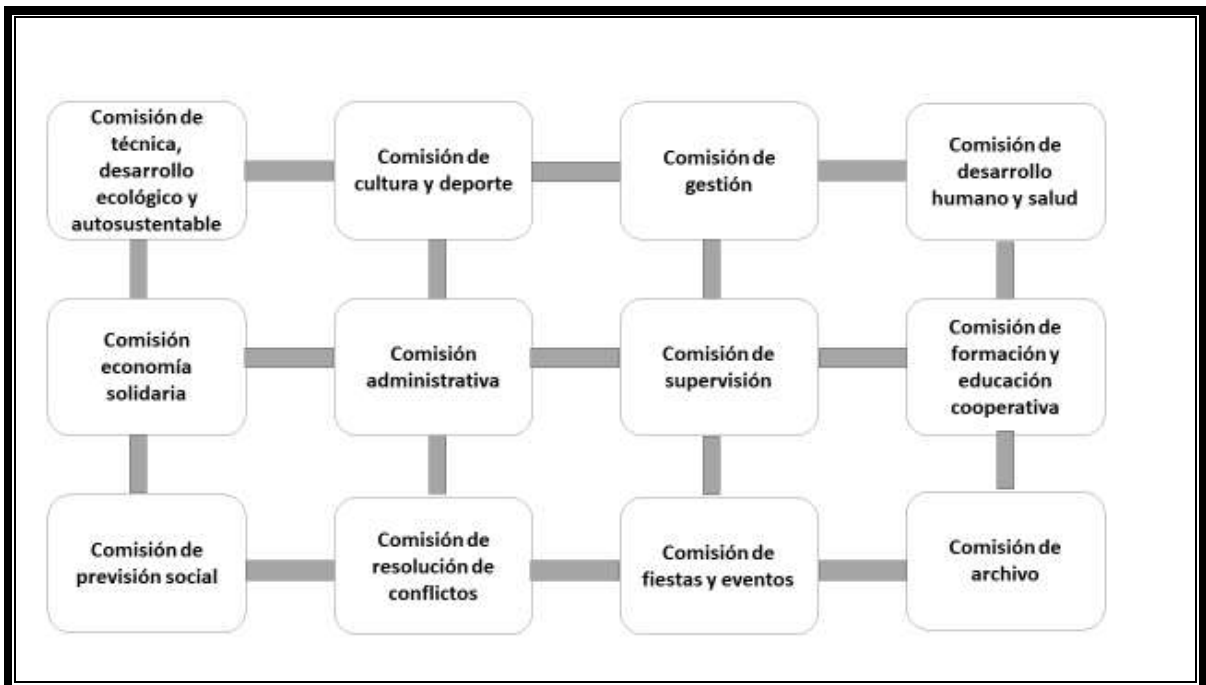 Comisión de
técnica,
desarrollo
ecológico y
autosustentable
Comisión de
cultura y deporte
Comisión de
gestión
Comisión de
desarrollo
humano y salud
Comisión
economía
solidaria
Comisión
administrativa
Comisión de
supervisión
Comisión de
formación y
educación
cooperativa
Comisión de
previsión social
Comisión de
resolución de
conflictos
Comisión de
fiestas y eventos
Comisión de
archivo